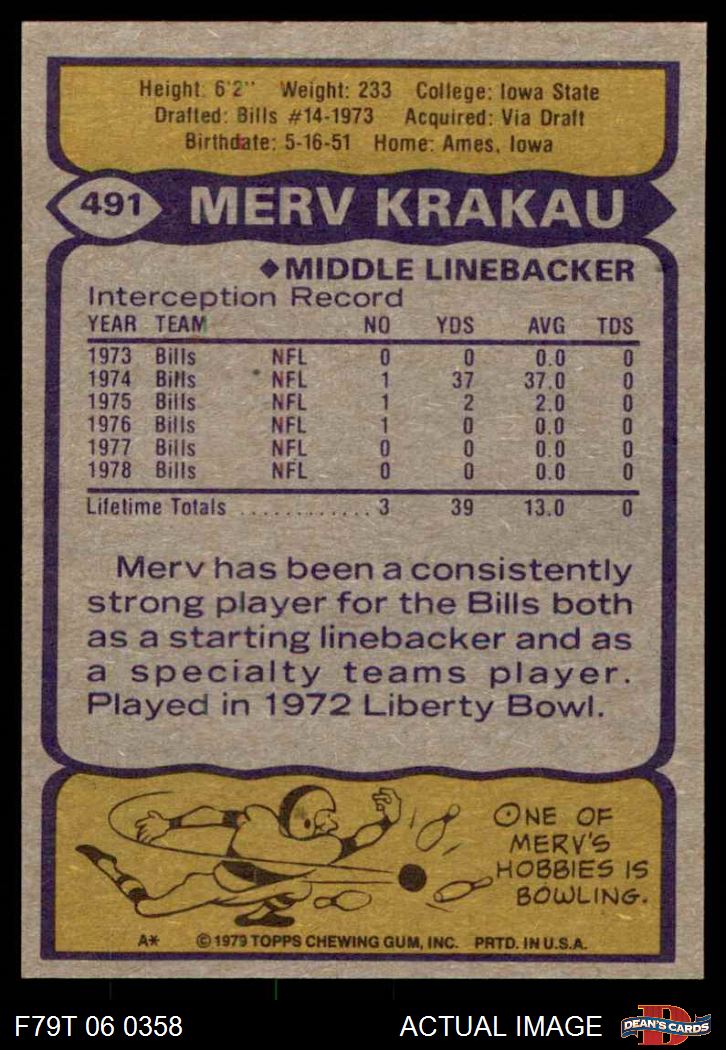 Height: 6'2" Weight: 233 College: Iowa State
Drafted: Bills #14-1973 Acquired: Via Draft
Birthdate: 5-16-51 Home: Ames, Iowa
491 MERV KRAKAU
◆MIDDLE LINEBACKER
Interception Record
YEAR TEAM NO YDS AVG TDS
1973 Bills NFL 0 0 0.0 0
1974 Bills NFL 1 37 37.0 0
1975 Bills NFL 1 2 2.0 0
1976 Bills NFL 1 0 0.0 0
1977 Bills NFL 0 0 0.0 0
1978 Bills NFL 0 0 0.0 0
Lifetime Totals ............ 3 39 13.0 0
Merv has been a consistently
strong player for the Bills both
as a starting linebacker and as
a specialty teams player.
Played in 1972 Liberty Bowl.
ONE OF
MERV'S
HOBBIES IS
BOWLING.
A* © 1979 TOPPS CHEWING GUM, INC. PRTD. IN U.S.A.
F79T 06 0358 ACTUAL IMAGE D DEAN'S CARDS